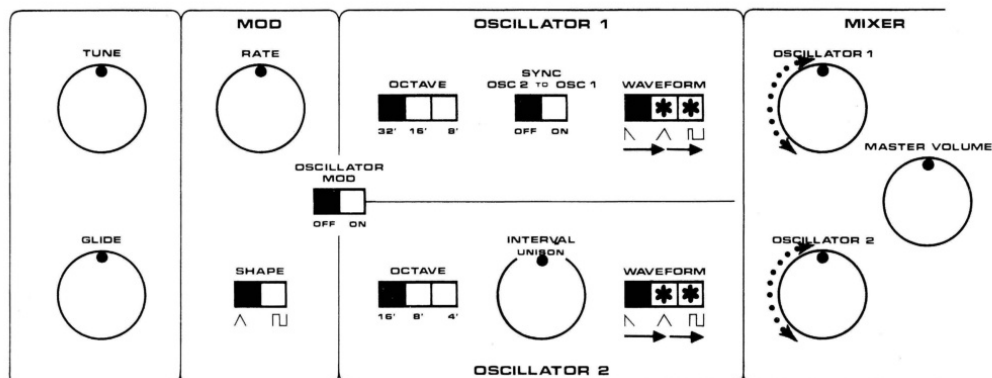 MOD
OSCILLATOR 1
MIXER
TUNE
RATE
OCTAVE
32' 16' 8'
SYNC
OSC 2 TO OSC 1
OFF ON
WAVEFORM
OSCILLATOR 1
MASTER VOLUME
OSCILLATOR
MOD
OFF ON
GLIDE
SHAPE
OCTAVE
16' 8' 4'
INTERVAL
UNISON
WAVEFORM
OSCILLATOR 2
OSCILLATOR 2